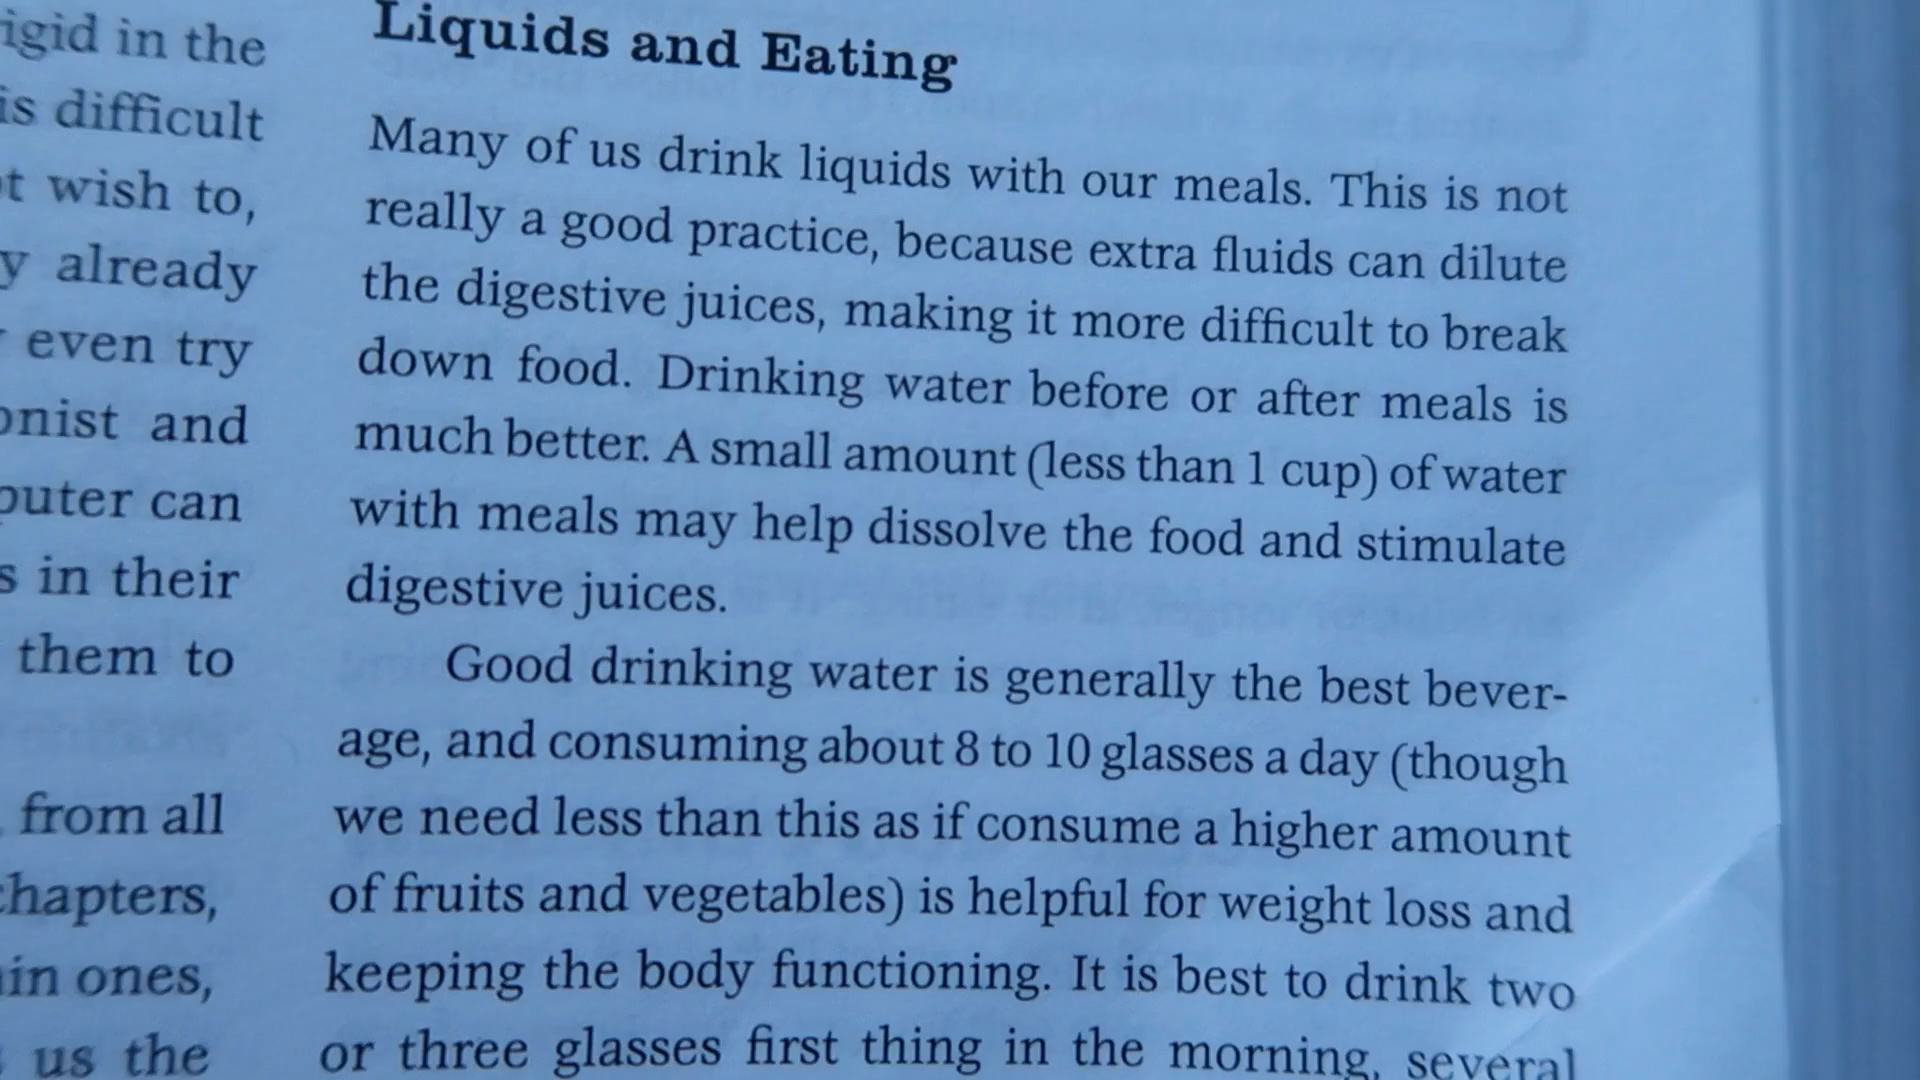 igid in the
is difficult
t wish to,
y already
even try
onist and
puter can
s in their
them to
from all
chapters,
in ones,
us the
Liquids and Eating
Many of us drink liquids with our meals. This is not
really a good practice, because extra fluids can dilute
the digestive juices, making it more difficult to break
down food. Drinking water before or after meals is
much better. A small amount (less than 1 cup) of water
with meals may help dissolve the food and stimulate
digestive juices.
Good drinking water is generally the best bever-
age, and consuming about 8 to 10 glasses a day (though
we need less than this as if consume a higher amount
of fruits and vegetables) is helpful for weight loss and
keeping the body functioning. It is best to drink two
or three glasses first thing in the morning, several